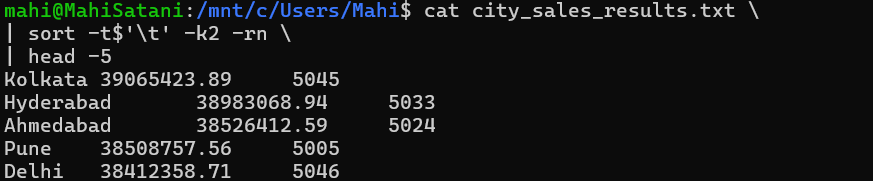 mahi@MahiSatani:/mnt/c/Users/Mahi$ cat city_sales_results.txt \
| sort -t$'\t' -k2 -rn \
| head -5
Kolkata 39065423.89     5045
Hyderabad       38983068.94     5033
Ahmedabad       38526412.59     5024
Pune    38508757.56     5005
Delhi   38412358.71     5046